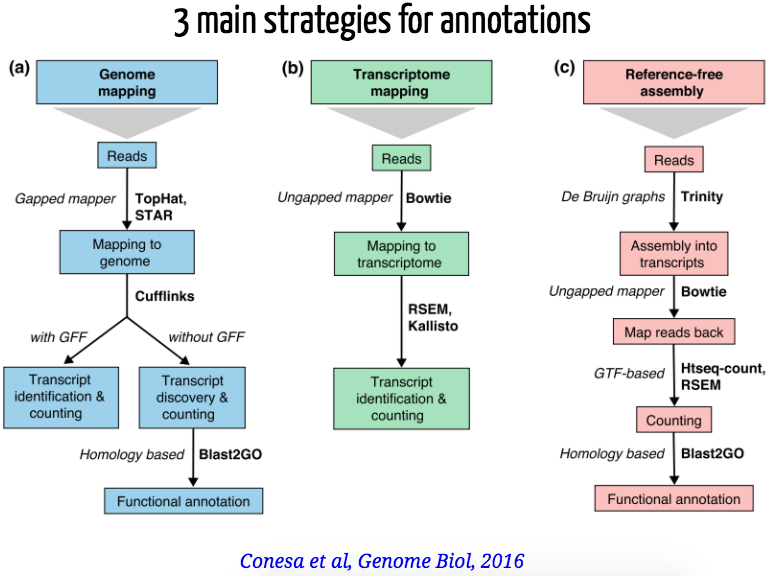 3 main strategies for annotations
(a)
Genome
mapping
Reads
Gapped mapper
TopHat,
STAR
Mapping to
genome
Cufflinks
with GFF
without GFF
Transcript
identification &
counting
Transcript
discovery &
counting
Homology based
Blast2GO
Functional annotation
(b)
Transcriptome
mapping
Reads
Ungapped mapper
Bowtie
Mapping to
transcriptome
RSEM,
Kallisto
Transcript
identification &
counting
(c)
Reference-free
assembly
Reads
De Bruijn graphs
Trinity
Assembly into
transcripts
Ungapped mapper
Bowtie
Map reads back
GTF-based
Htseq-count,
RSEM
Counting
Homology based
Blast2GO
Functional annotation
Conesa et al, Genome Biol, 2016